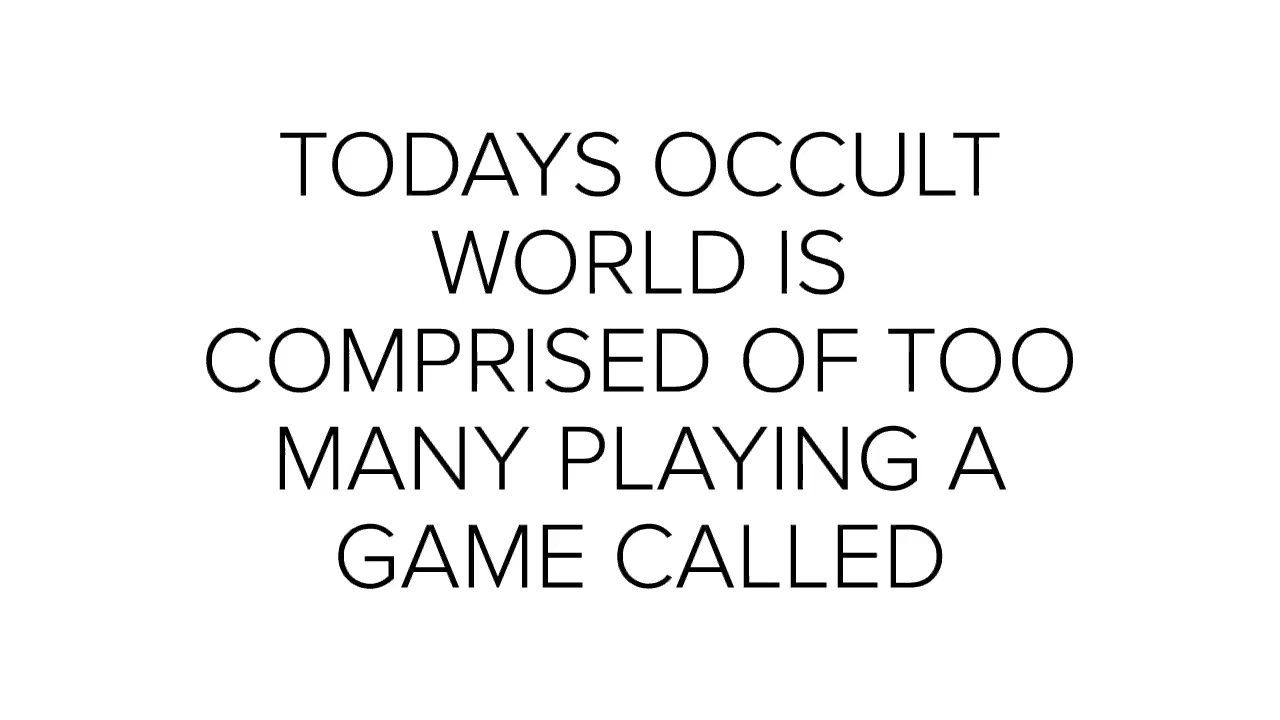 TODAYS OCCULT
WORLD IS
COMPRISED OF TOO
MANY PLAYING A
GAME CALLED